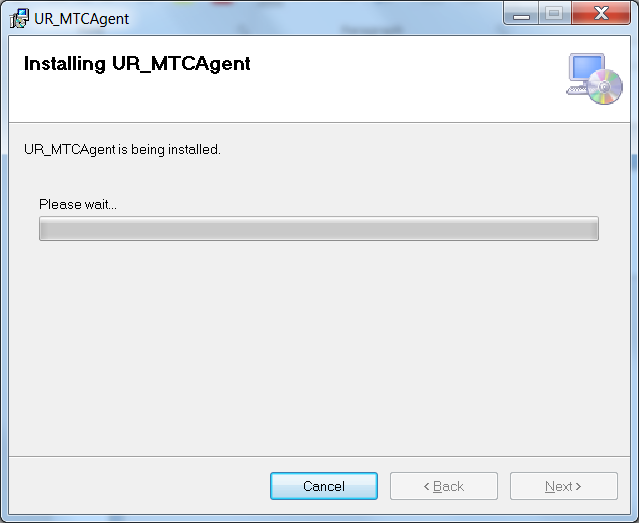 UR_MTCAgent
Installing UR_MTCAgent
UR_MTCAgent is being installed.
Please wait...
Cancel
< Back
Next >